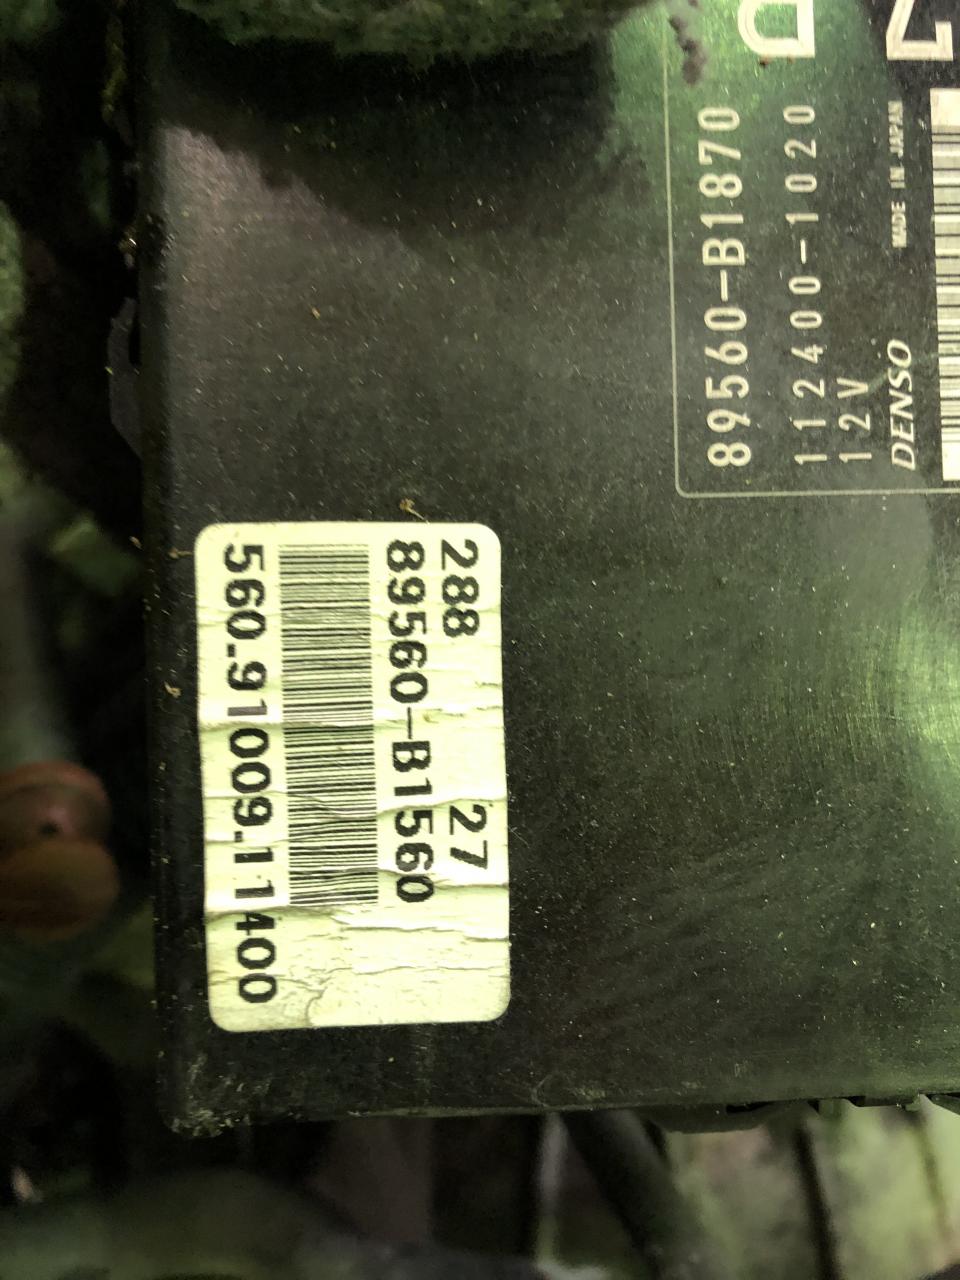 89560-B1870
112400-1020
12V
DENSO MADE IN JAPAN
288 27
89560-B1560
560.91009.11400